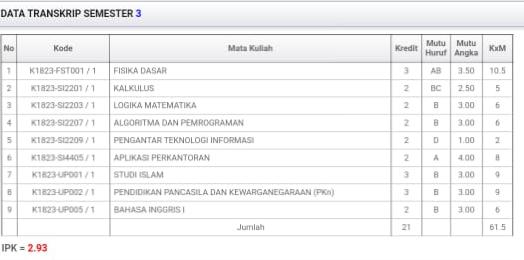 DATA TRANSKRIP SEMESTER 3
No Kode Mata Kuliah Kredit Mutu Huruf Mutu Angka KxM
1 K1823-FST001 / 1 FISIKA DASAR 3 AB 3.50 10.5
2 K1823-SI2201 / 1 KALKULUS 2 BC 2.50 5
3 K1823-SI2203 / 1 LOGIKA MATEMATIKA 2 B 3.00 6
4 K1823-SI2207 / 1 ALGORITMA DAN PEMROGRAMAN 2 B 3.00 6
5 K1823-SI2209 / 1 PENGANTAR TEKNOLOGI INFORMASI 2 D 1.00 2
6 K1823-SI4405 / 1 APLIKASI PERKANTORAN 2 A 4.00 8
7 K1823-UP001 / 1 STUDI ISLAM 3 B 3.00 9
8 K1823-UP002 / 1 PENDIDIKAN PANCASILA DAN KEWARGANEGARAAN (PKn) 3 B 3.00 9
9 K1823-UP005 / 1 BAHASA INGGRIS I 2 B 3.00 6
Jumlah 21 61.5
IPK = 2.93